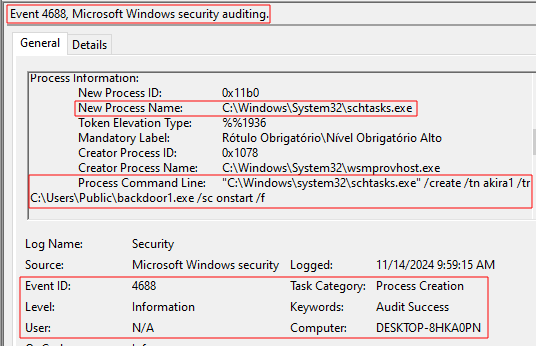 Event 4688, Microsoft Windows security auditing.
General Details
Process Information:
New Process ID: 0x11b0
New Process Name: C:\Windows\System32\schtasks.exe
Token Elevation Type: %%1936
Mandatory Label: Rótulo Obrigatório\Nível Obrigatório Alto
Creator Process ID: 0x1078
Creator Process Name: C:\Windows\System32\wsmprovhost.exe
Process Command Line: "C:\Windows\system32\schtasks.exe" /create /tn akira1 /tr
C:\Users\Public\backdoor1.exe /sc onstart /f
Log Name: Security
Source: Microsoft Windows security Logged: 11/14/2024 9:59:15 AM
Event ID: 4688 Task Category: Process Creation
Level: Information Keywords: Audit Success
User: N/A Computer: DESKTOP-8HKA0PN